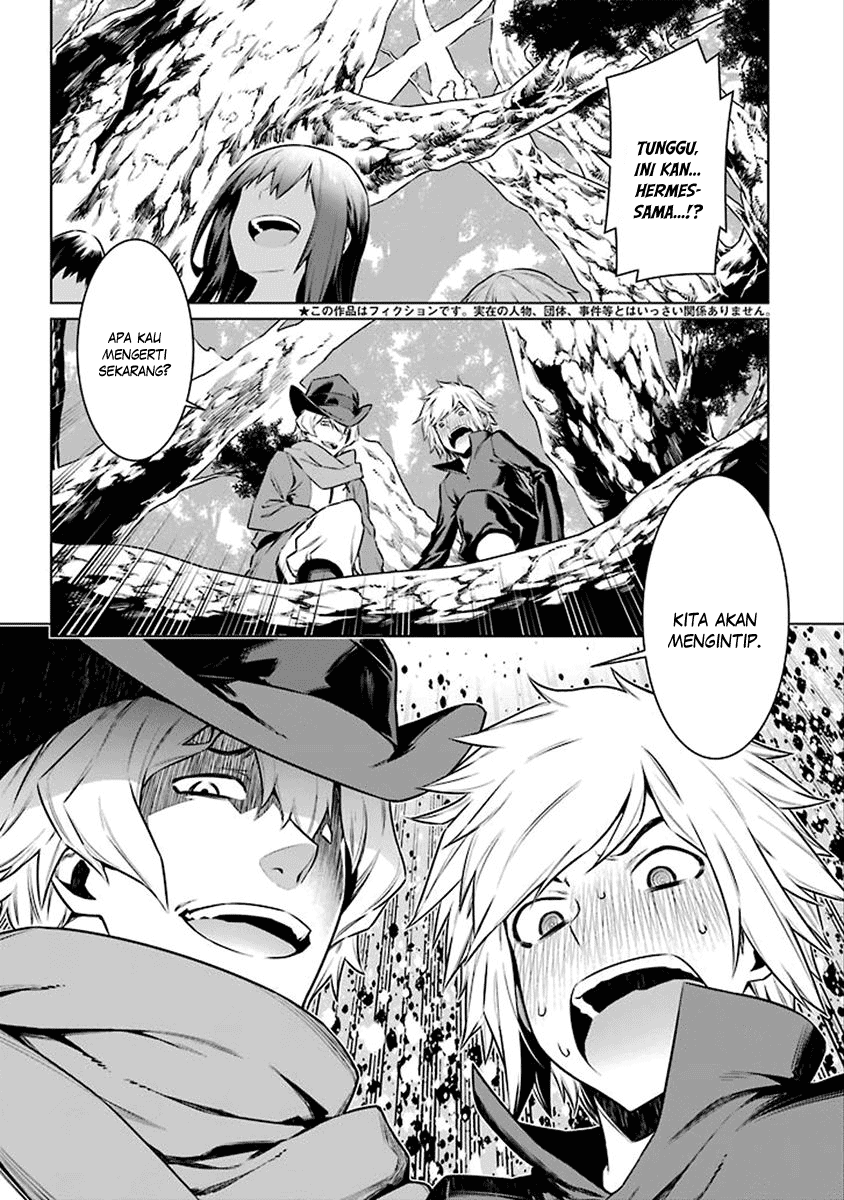 TUNGGU,
INI KAN...
HERMES-
SAMA...!?
★この作品はフィクションです。実在の人物、団体、事件等とはいっさい関係ありません。
APA KAU
MENGERTI
SEKARANG?
KITA AKAN
MENGINTIP.